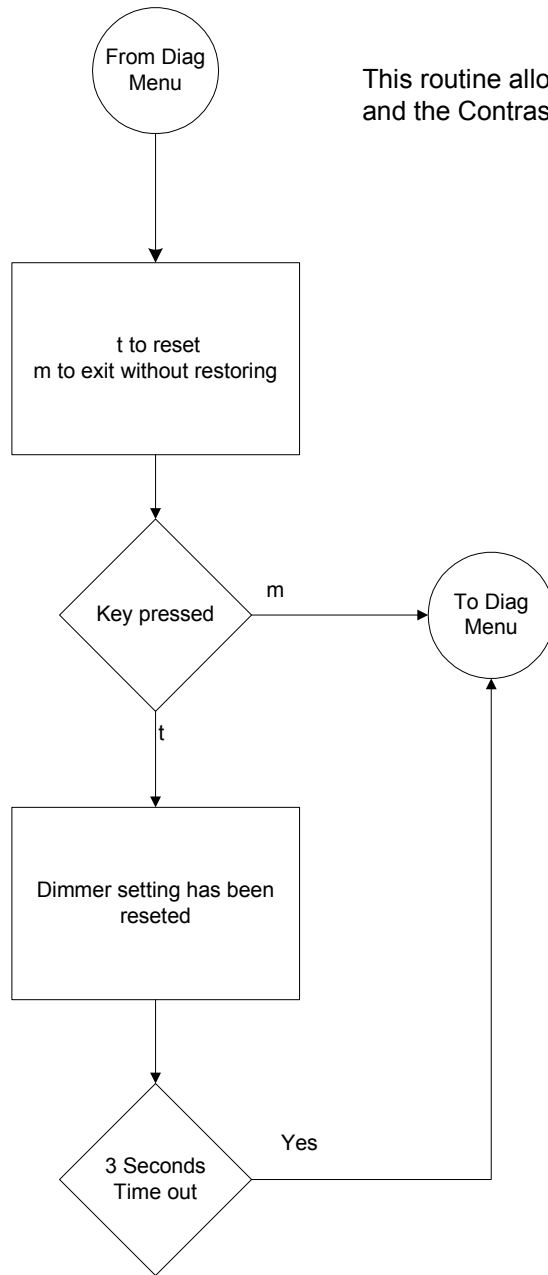 From Diag
Menu
This routine allo
and the Contras
t to reset
m to exit without restoring
Key pressed
m
To Diag
Menu
t
Dimmer setting has been
reseted
3 Seconds
Time out
Yes